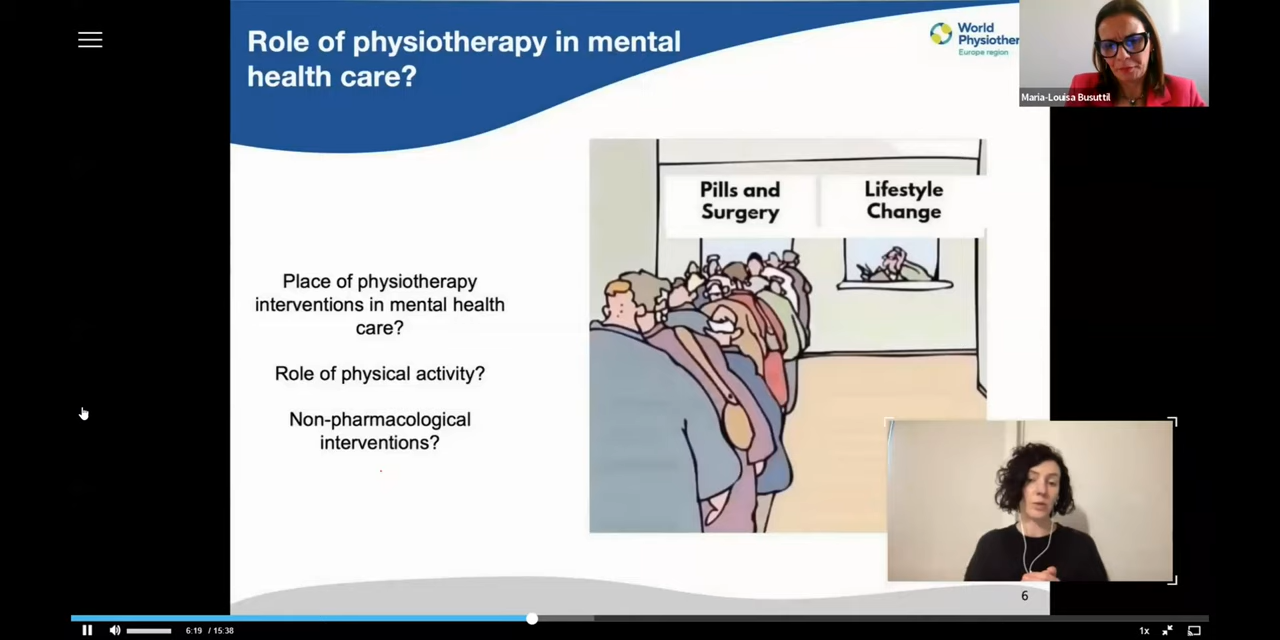 Role of physiotherapy in mental
health care?
World
Physiother
Europe region
Maria-Louisa Busuttil
Pills and
Surgery
Lifestyle
Change
Place of physiotherapy
interventions in mental health
care?
Role of physical activity?
Non-pharmacological
interventions?
6
6:19 / 15:38
1x